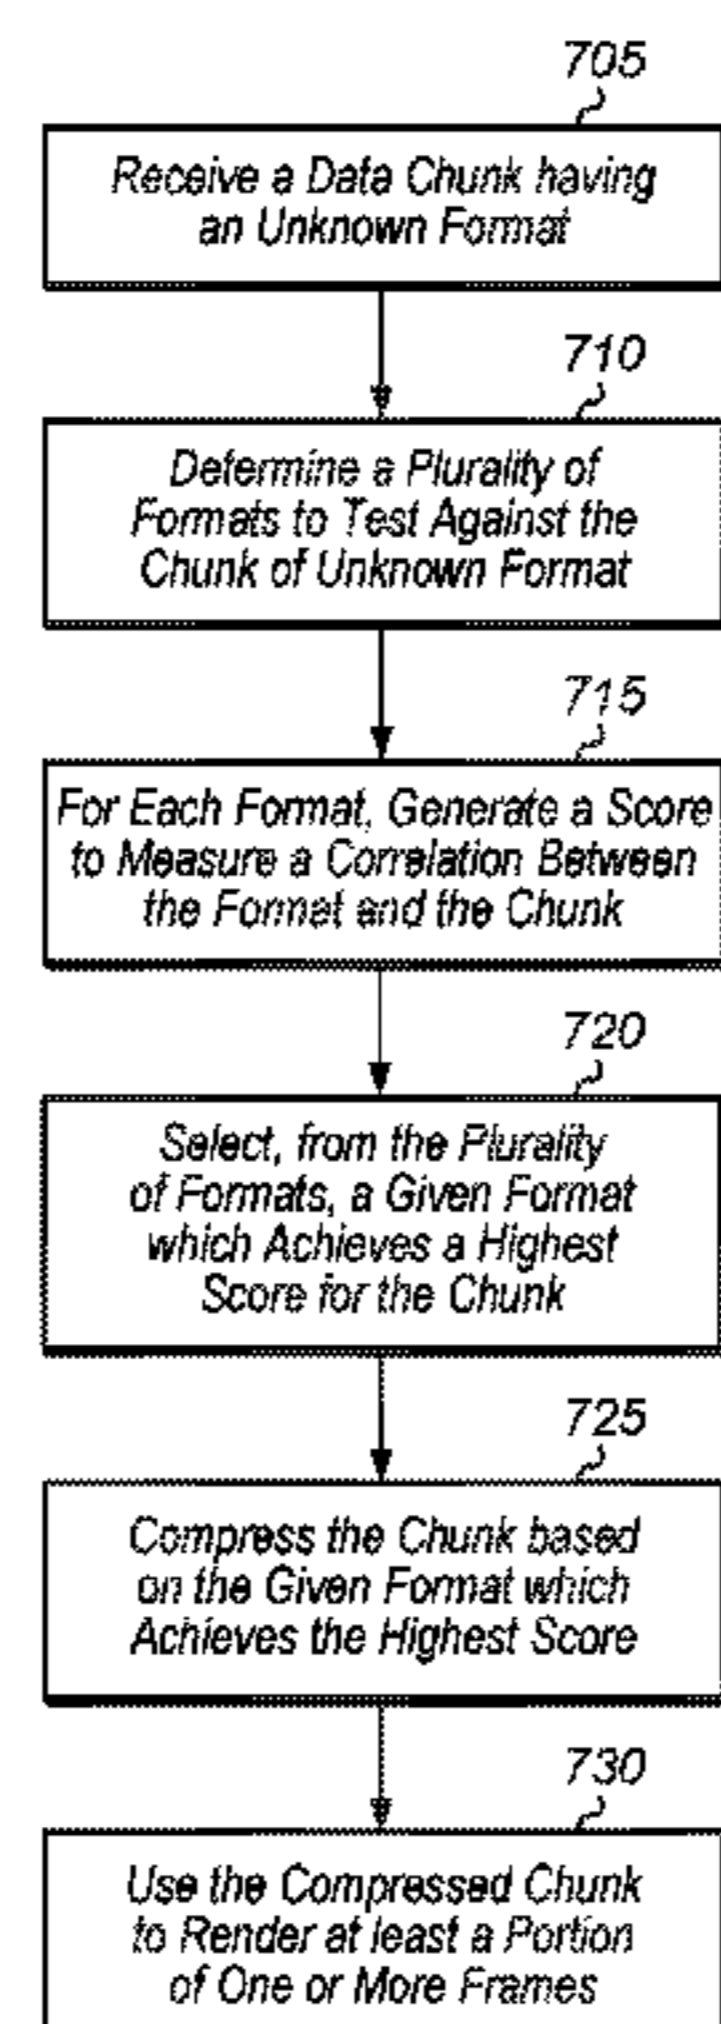 705
Receive a Data Chunk having
an Unknown Format
710
Determine a Plurality of
Formats to Test Against the
Chunk of Unknown Format
715
For Each Format, Generate a Score
to Measure a Correlation Between
the Format and the Chunk
720
Select, from the Plurality
of Formats, a Given Format
which Achieves a Highest
Score for the Chunk
725
Compress the Chunk based
on the Given Format which
Achieves the Highest Score
730
Use the Compressed Chunk
to Render at least a Portion
of One or More Frames